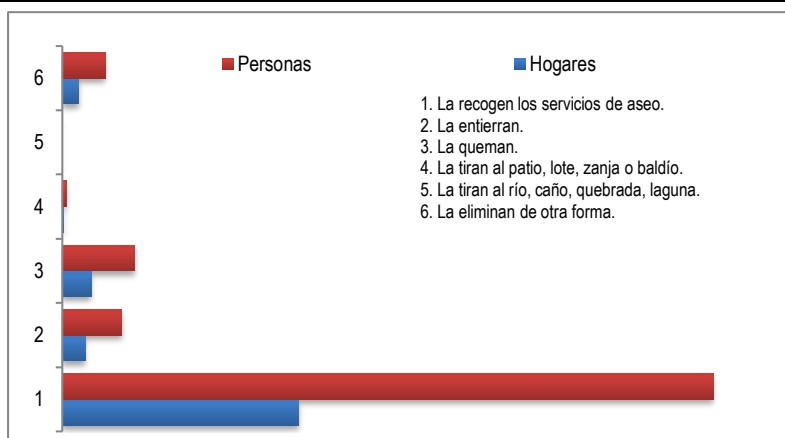 Personas Hogares
1. La recogen los servicios de aseo.
2. La entierran.
3. La queman.
4. La tiran al patio, lote, zanja o baldío.
5. La tiran al río, caño, quebrada, laguna.
6. La eliminan de otra forma.
6
5
4
3
2
1